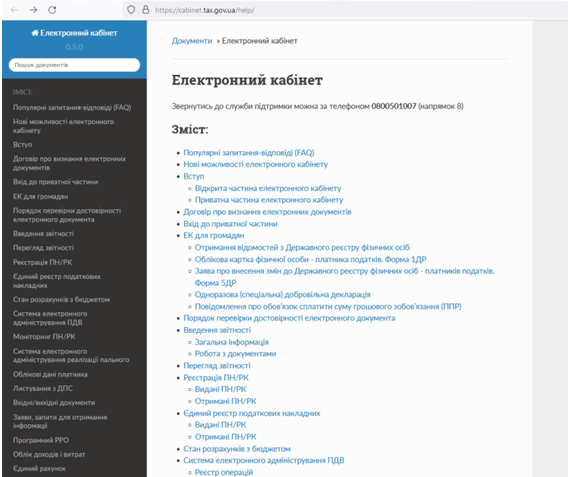 https://cabinet.tax.gov.ua/help/
Електронний кабінет
0.5.0
Пошук документів
ЗМІСТ:
Популярні запитання-відповіді (FAQ)
Нові можливості електронного
кабінету
Вступ
Договір про визнання електронних
документів
Вхід до приватної частини
ЕК для громадян
Порядок перевірки достовірності
електронного документа
Введення звітності
Перегляд звітності
Реєстрація ПН/РК
Єдиний реєстр податкових
накладних
Стан розрахунків з бюджетом
Система електронного
адміністрування ПДВ
Моніторинг ПН/РК
Система електронного
адміністрування реалізації пального
Облікові дані платника
Листування з ДПС
Вхідні/вихідні документи
Заяви, запити для отримання
інформації
Програмний РРО
Облік доходів і витрат
Єдиний рахунок
Документи » Електронний кабінет
Електронний кабінет
Звернутись до служби підтримки можна за телефоном 0800501007 (напрямок 8)
Зміст:
• Популярні запитання-відповіді (FAQ)
• Нові можливості електронного кабінету
• Вступ
◦ Відкрита частина електронного кабінету
◦ Приватна частина електронного кабінету
• Договір про визнання електронних документів
• Вхід до приватної частини
• ЕК для громадян
◦ Отримання відомостей з Державного реєстру фізичних осіб
◦ Облікова картка фізичної особи - платника податків. Форма 1ДР
◦ Заява про внесення змін до Державного реєстру фізичних осіб - платників податків.
Форма 5ДР
◦ Одноразова (спеціальна) добровільна декларація
◦ Повідомлення про обов'язок сплатити суму грошового зобов'язання (ППР)
• Порядок перевірки достовірності електронного документа
• Введення звітності
◦ Загальна інформація
◦ Робота з документами
• Перегляд звітності
• Реєстрація ПН/РК
◦ Видані ПН/РК
◦ Отримані ПН/РК
• Єдиний реєстр податкових накладних
◦ Видані ПН/РК
◦ Отримані ПН/РК
• Стан розрахунків з бюджетом
• Система електронного адміністрування ПДВ
◦ Реєстр операцій